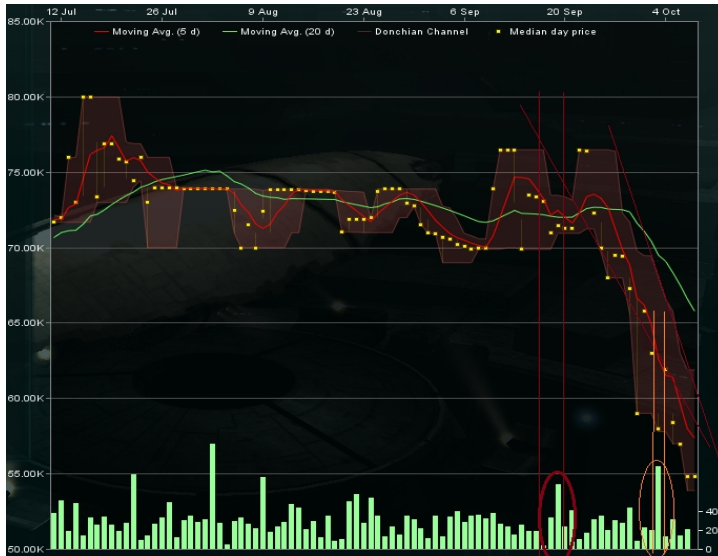 12 Jul 26 Jul 9 Aug 23 Aug 6 Sep 20 Sep 4 Oct
85.00K
Moving Avg. (5 d) Moving Avg. (20 d) Donchian Channel Median day price
80.00K
75.00K
70.00K
65.00K
60.00K
55.00K
40
20
50.00K 0